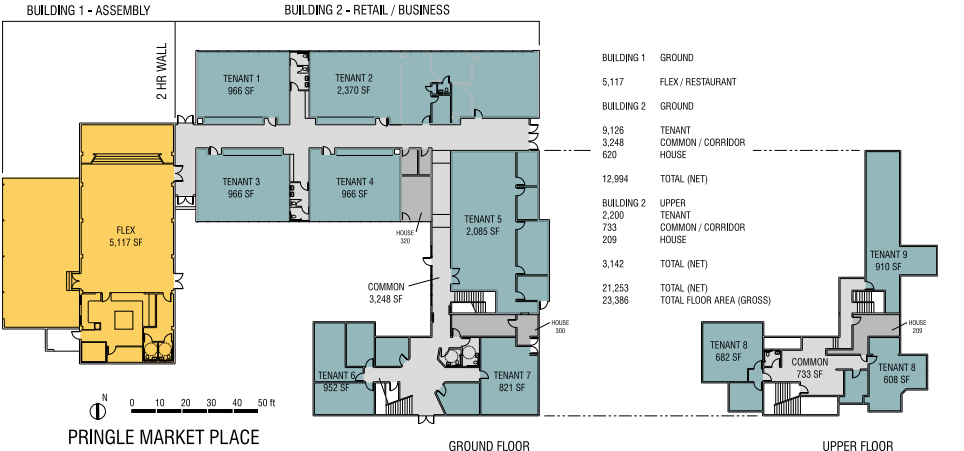 BUILDING 1 - ASSEMBLY
BUILDING 2 - RETAIL / BUSINESS
2 HR WALL
TENANT 1
966 SF
TENANT 2
2,370 SF
TENANT 3
966 SF
TENANT 4
966 SF
FLEX
5,117 SF
HOUSE
320
TENANT 5
2,085 SF
COMMON
3,248 SF
HOUSE
300
TENANT 6
952 SF
TENANT 7
821 SF
N
0 10 20 30 40 50 ft
PRINGLE MARKET PLACE
GROUND FLOOR
BUILDING 1 GROUND
5,117 FLEX / RESTAURANT
BUILDING 2 GROUND
9,126 TENANT
3,248 COMMON / CORRIDOR
620 HOUSE
12,994 TOTAL (NET)
BUILDING 2 UPPER
2,200 TENANT
733 COMMON / CORRIDOR
209 HOUSE
3,142 TOTAL (NET)
21,253 TOTAL (NET)
23,386 TOTAL FLOOR AREA (GROSS)
TENANT 9
910 SF
HOUSE
209
TENANT 8
682 SF
COMMON
733 SF
TENANT 8
608 SF
UPPER FLOOR